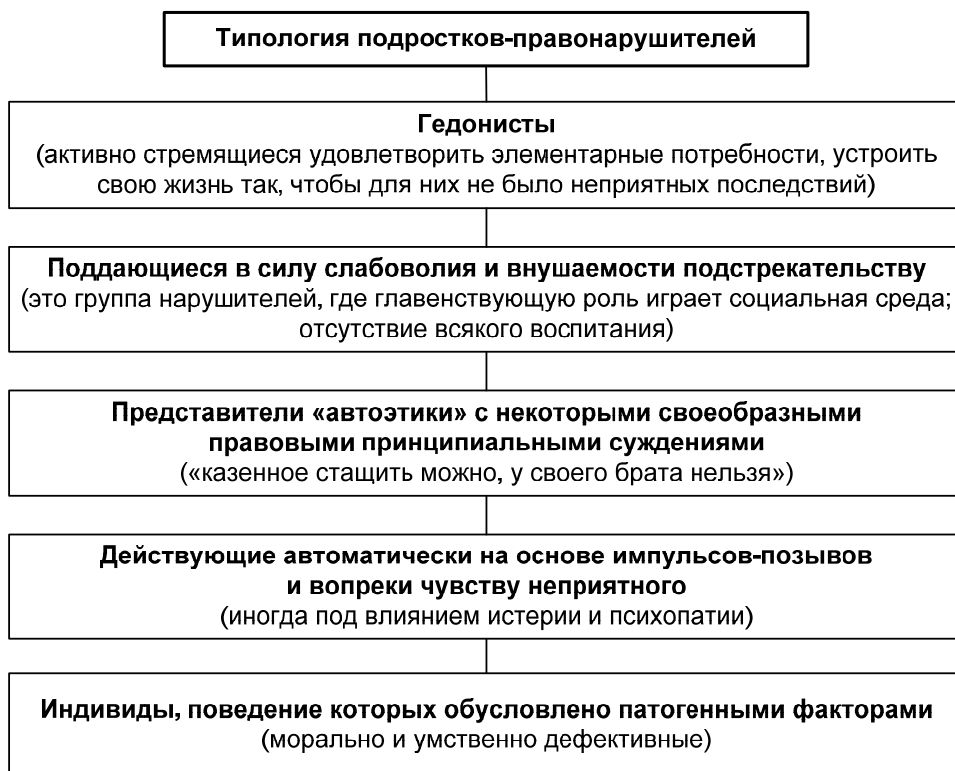 Типология подростков-правонарушителей
Гедонисты
(активно стремящиеся удовлетворить элементарные потребности, устроить
свою жизнь так, чтобы для них не было неприятных последствий)
Поддающиеся в силу слабоволия и внушаемости подстрекательству
(это группа нарушителей, где главенствующую роль играет социальная среда;
отсутствие всякого воспитания)
Представители «автоэтики» с некоторыми своеобразными
правовыми принципиальными суждениями
(«казенное стащить можно, у своего брата нельзя»)
Действующие автоматически на основе импульсов-позывов
и вопреки чувству неприятного
(иногда под влиянием истерии и психопатии)
Индивиды, поведение которых обусловлено патогенными факторами
(морально и умственно дефективные)